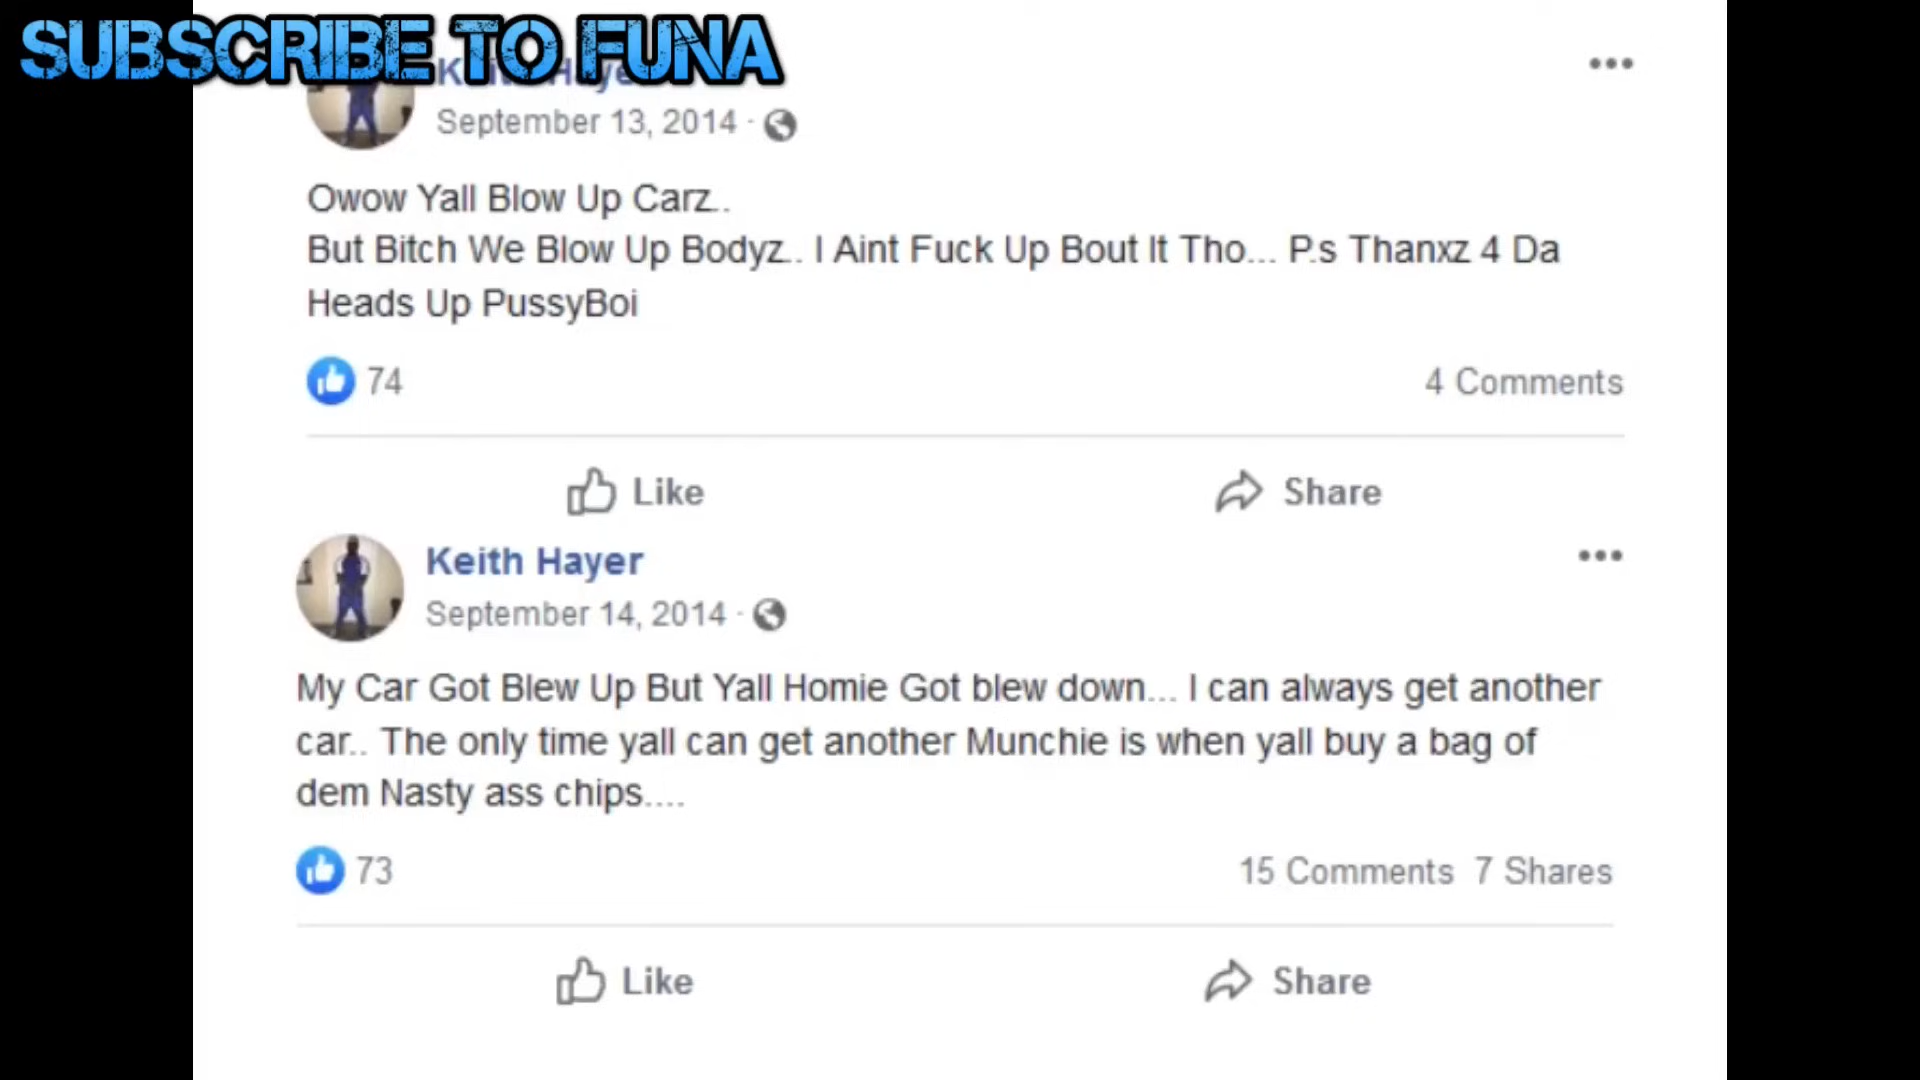 SUBSCRIBE TO FUNA
September 13, 2014 ·
Owow Yall Blow Up Carz..
But Bitch We Blow Up Bodyz.. I Aint Fuck Up Bout It Tho... P.s Thanxz 4 Da
Heads Up PussyBoi
74
4 Comments
Like
Share
Keith Hayer
September 14, 2014 ·
My Car Got Blew Up But Yall Homie Got blew down... I can always get another
car.. The only time yall can get another Munchie is when yall buy a bag of
dem Nasty ass chips....
73
15 Comments 7 Shares
Like
Share